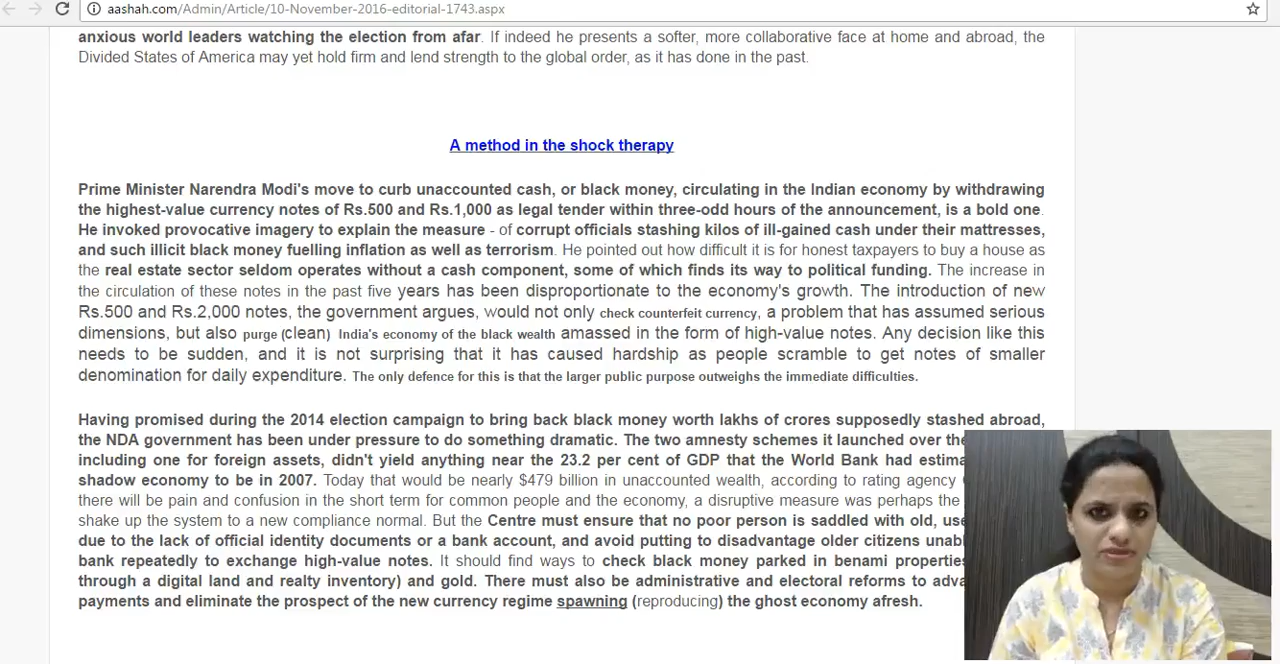 aashah.com/Admin/Article/10-November-2016-editorial-1743.aspx
anxious world leaders watching the election from afar. If indeed he presents a softer, more collaborative face at home and abroad, the
Divided States of America may yet hold firm and lend strength to the global order, as it has done in the past.
A method in the shock therapy
Prime Minister Narendra Modi's move to curb unaccounted cash, or black money, circulating in the Indian economy by withdrawing
the highest-value currency notes of Rs.500 and Rs.1,000 as legal tender within three-odd hours of the announcement, is a bold one.
He invoked provocative imagery to explain the measure - of corrupt officials stashing kilos of ill-gained cash under their mattresses,
and such illicit black money fuelling inflation as well as terrorism. He pointed out how difficult it is for honest taxpayers to buy a house as
the real estate sector seldom operates without a cash component, some of which finds its way to political funding. The increase in
the circulation of these notes in the past five years has been disproportionate to the economy's growth. The introduction of new
Rs.500 and Rs.2,000 notes, the government argues, would not only check counterfeit currency, a problem that has assumed serious
dimensions, but also purge (clean) India's economy of the black wealth amassed in the form of high-value notes. Any decision like this
needs to be sudden, and it is not surprising that it has caused hardship as people scramble to get notes of smaller
denomination for daily expenditure. The only defence for this is that the larger public purpose outweighs the immediate difficulties.
Having promised during the 2014 election campaign to bring back black money worth lakhs of crores supposedly stashed abroad,
the NDA government has been under pressure to do something dramatic. The two amnesty schemes it launched over the
including one for foreign assets, didn't yield anything near the 23.2 per cent of GDP that the World Bank had
shadow economy to be in 2007. Today that would be nearly $479 billion in unaccounted wealth, according to rating agency
there will be pain and confusion in the short term for common people and the economy, a disruptive measure was perhaps the
shake up the system to a new compliance normal. But the Centre must ensure that no poor person is saddled with old,
due to the lack of official identity documents or a bank account, and avoid putting to disadvantage older citizens
bank repeatedly to exchange high-value notes. It should find ways to check black money parked in benami properties
through a digital land and realty inventory) and gold. There must also be administrative and electoral reforms to
payments and eliminate the prospect of the new currency regime spawning (reproducing) the ghost economy afresh.